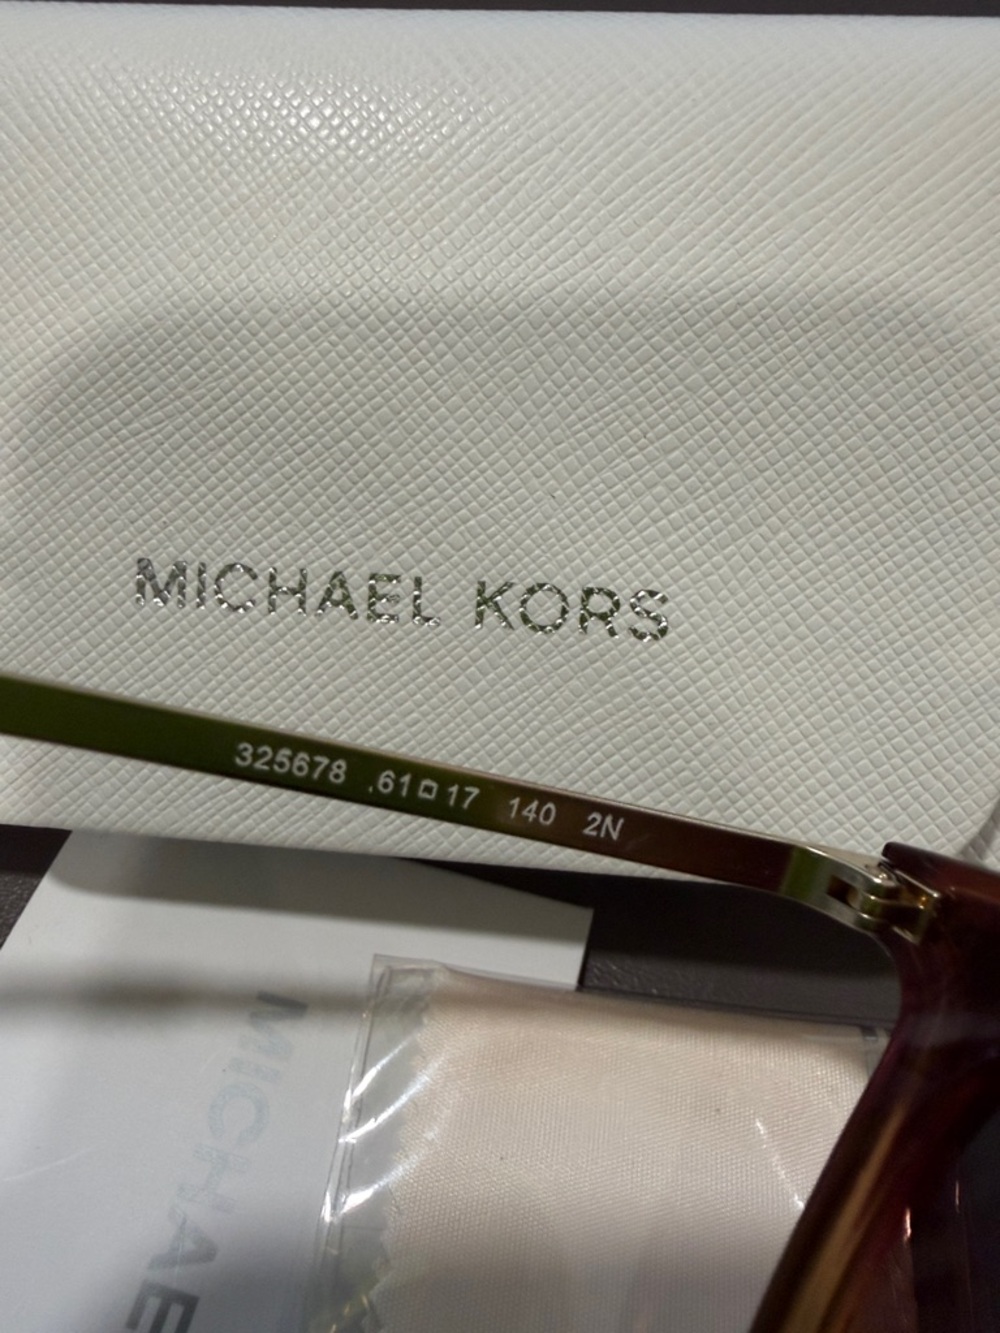 MICHAEL KORS
325678 .61□17 140 2N
MICHAE